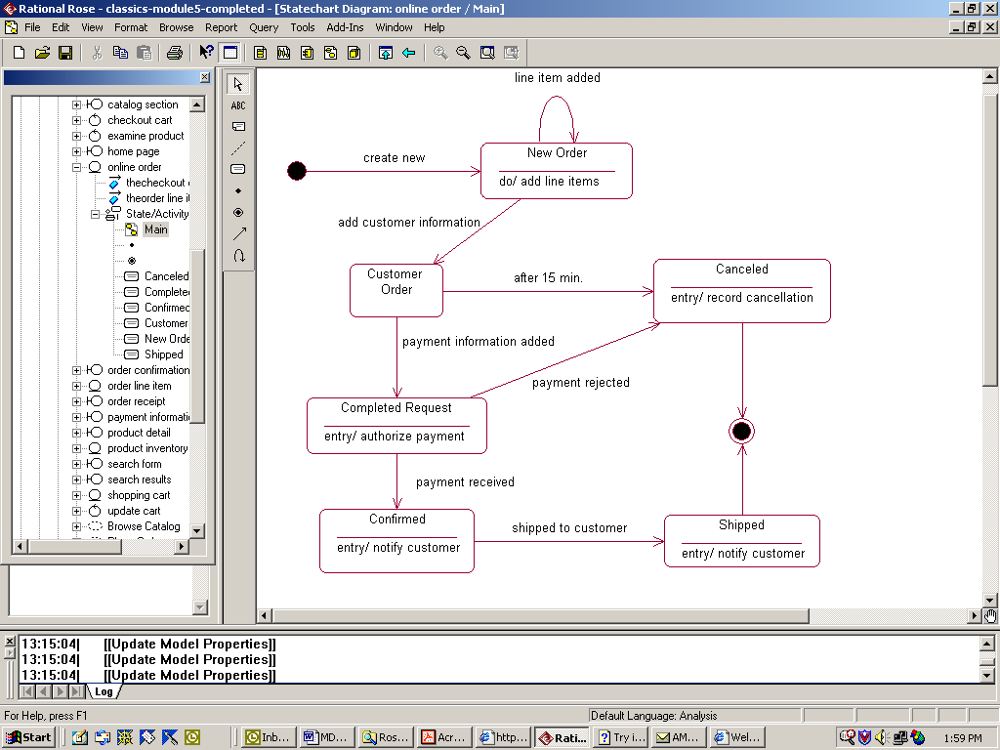 Rational Rose - classics-module5-completed - [Statechart Diagram: online order / Main]
File Edit View Format Browse Report Query Tools Add-Ins Window Help
ABC
catalog section
checkout cart
examine product
home page
online order
thecheckout
theorder line i
State/Activity
Main
Canceled
Complete
Confirmed
Customer
New Orde
Shipped
order confirmation
order line item
order receipt
payment informati
product detail
product inventory
search form
search results
shopping cart
update cart
Browse Catalog
line item added
create new
New Order
do/ add line items
add customer information
Customer
Order
after 15 min.
Canceled
entry/ record cancellation
payment information added
payment rejected
Completed Request
entry/ authorize payment
payment received
Confirmed
entry/ notify customer
shipped to customer
Shipped
entry/ notify customer
13:15:04| [[Update Model Properties]]
13:15:04| [[Update Model Properties]]
13:15:04| [[Update Model Properties]]
Log
For Help, press F1
Default Language: Analysis
Start Inb... MD... Ros... Acr... http... Rati... Try i... AM... Wel... 1:59 PM